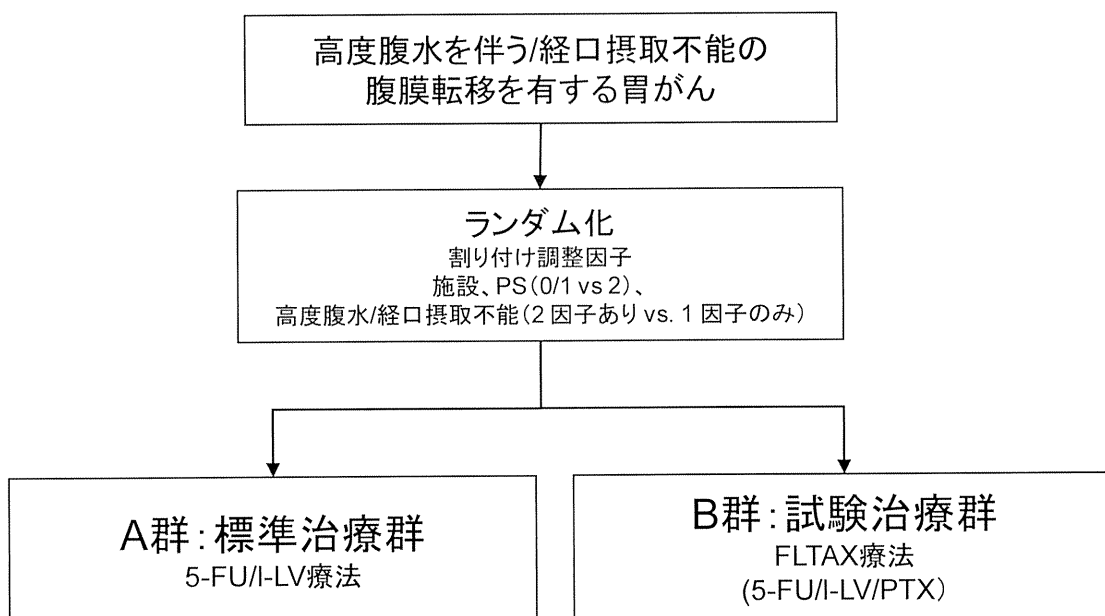 高度腹水を伴う/経口摂取不能の
腹膜転移を有する胃がん
ランダム化
割り付け調整因子
施設、PS(0/1 vs 2)、
高度腹水/経口摂取不能(2 因子あり vs. 1 因子のみ)
A群:標準治療群
5-FU/l-LV療法
B群:試験治療群
FLTAX療法
(5-FU/l-LV/PTX)